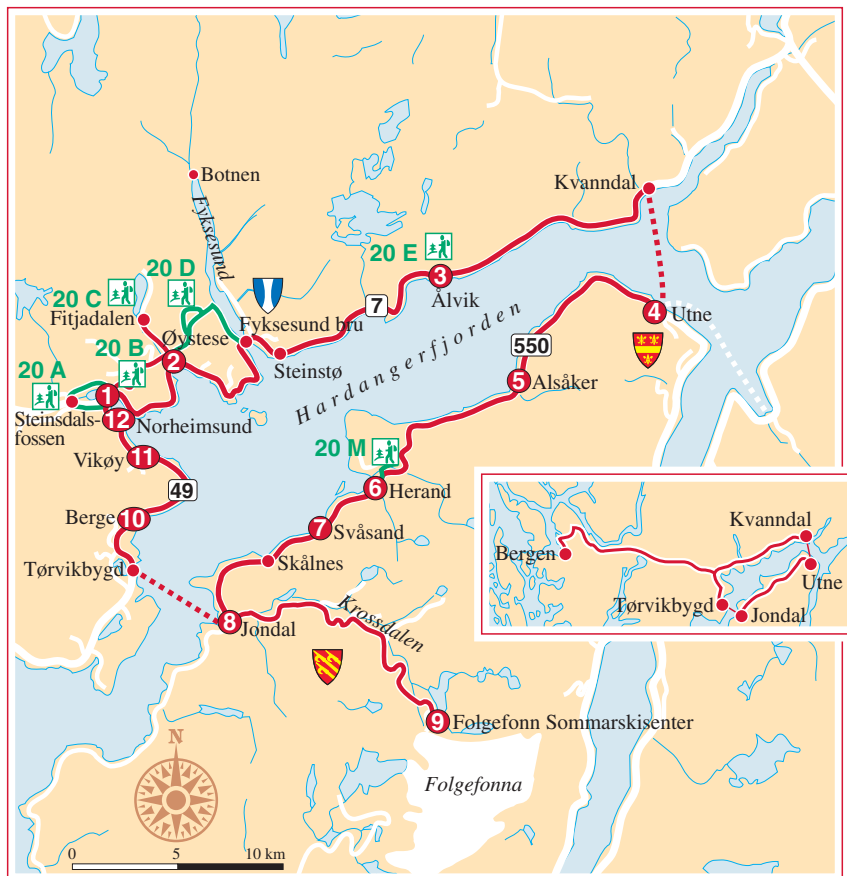 Botnen
Kvanndal
Fyksesund
20 E
3
Ålvik
20 D
20 C
Fitjadalen
7
Øystese
2
Fyksesund bru
Steinstø
Hardangerfjorden
4
Utne
550
5
Alsåker
20 B
20 A
1
Steinsdals-
fossen
12
Norheimsund
Vikøy
11
49
20 M
6
Herand
Berge
10
7
Svåsand
Skålnes
Tørvikbygd
8
Jondal
Krossdalen
9
Følgefonn Sommarskisenter
Folgefonna
N
0
5
10 km
Kvanndal
Bergen
Utne
Tørvikbygd
Jondal